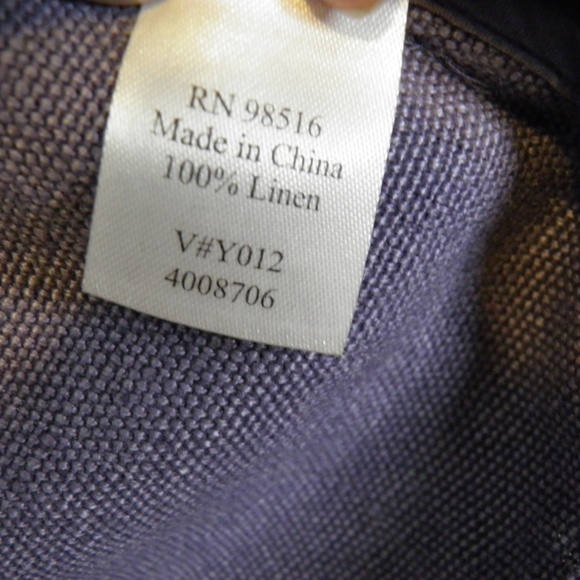 RN 98516
Made in China
100% Linen
V#Y012
4008706